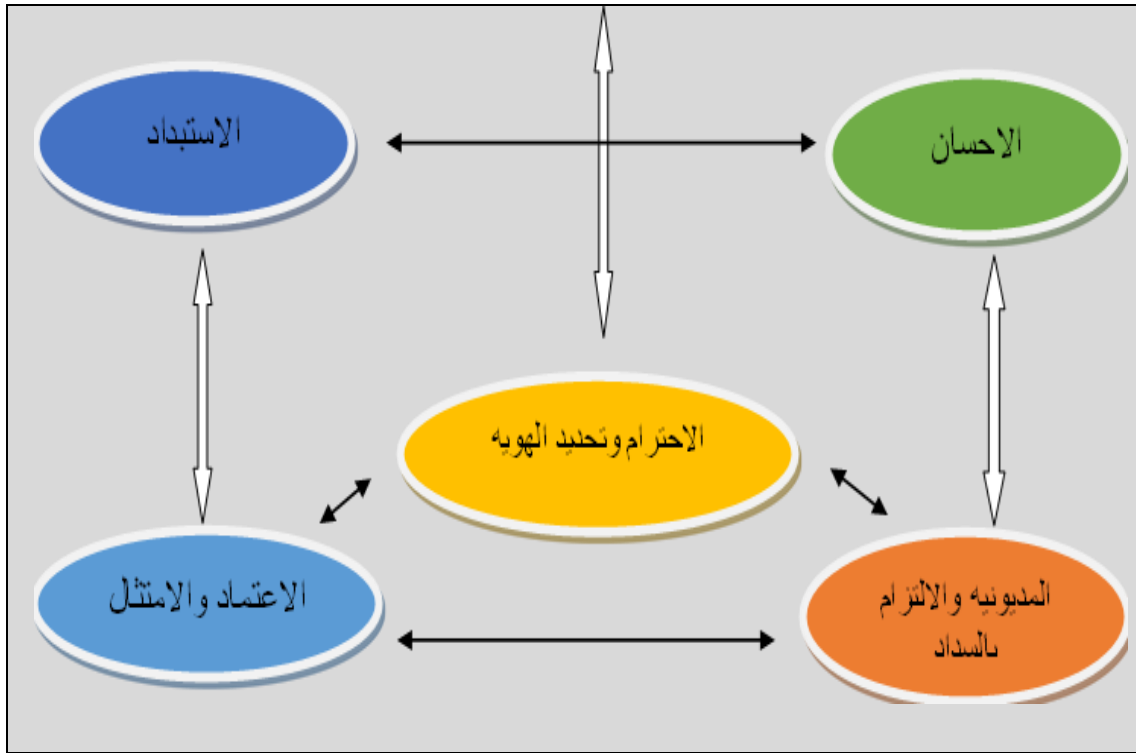 الاحسان
الاستبداد
الاحترام وتحديد الهويه
المديونيه والالتزام
بالسداد
الاعتماد والامتثال